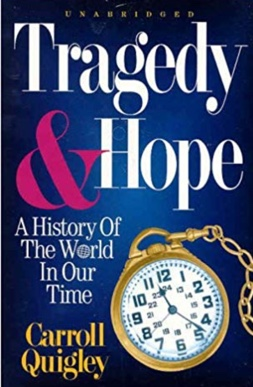 UNABRIDGED
Tragedy
& Hope
A History Of
The World
In Our
Time
Carroll
Quigley